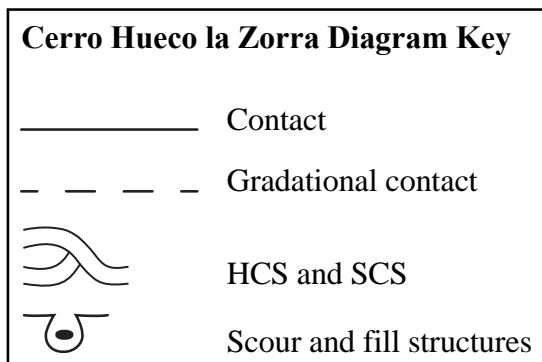 Cerro Hueco la Zorra Diagram Key
Contact
Gradational contact
HCS and SCS
Scour and fill structures